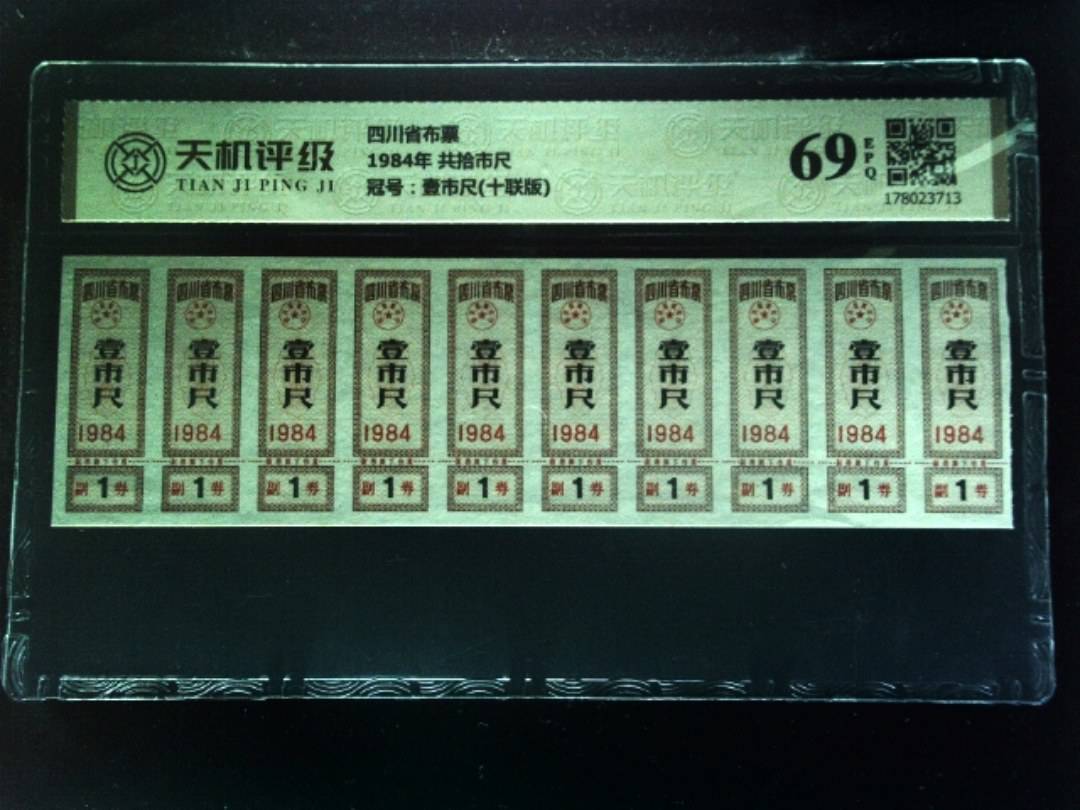 天机评级
TIAN JI PING JI
四川省布票
1984年 共拾市尺
冠号：壹市尺(十联版)
69
EPQ
178023713
四川省布票 四川省布票 四川省布票 四川省布票 四川省布票 四川省布票 四川省布票 四川省布票 四川省布票 四川省布票
壹市尺 壹市尺 壹市尺 壹市尺 壹市尺 壹市尺 壹市尺 壹市尺 壹市尺 壹市尺
1984 1984 1984 1984 1984 1984 1984 1984 1984 1984
副1券 副1券 副1券 副1券 副1券 副1券 副1券 副1券 副1券 副1券